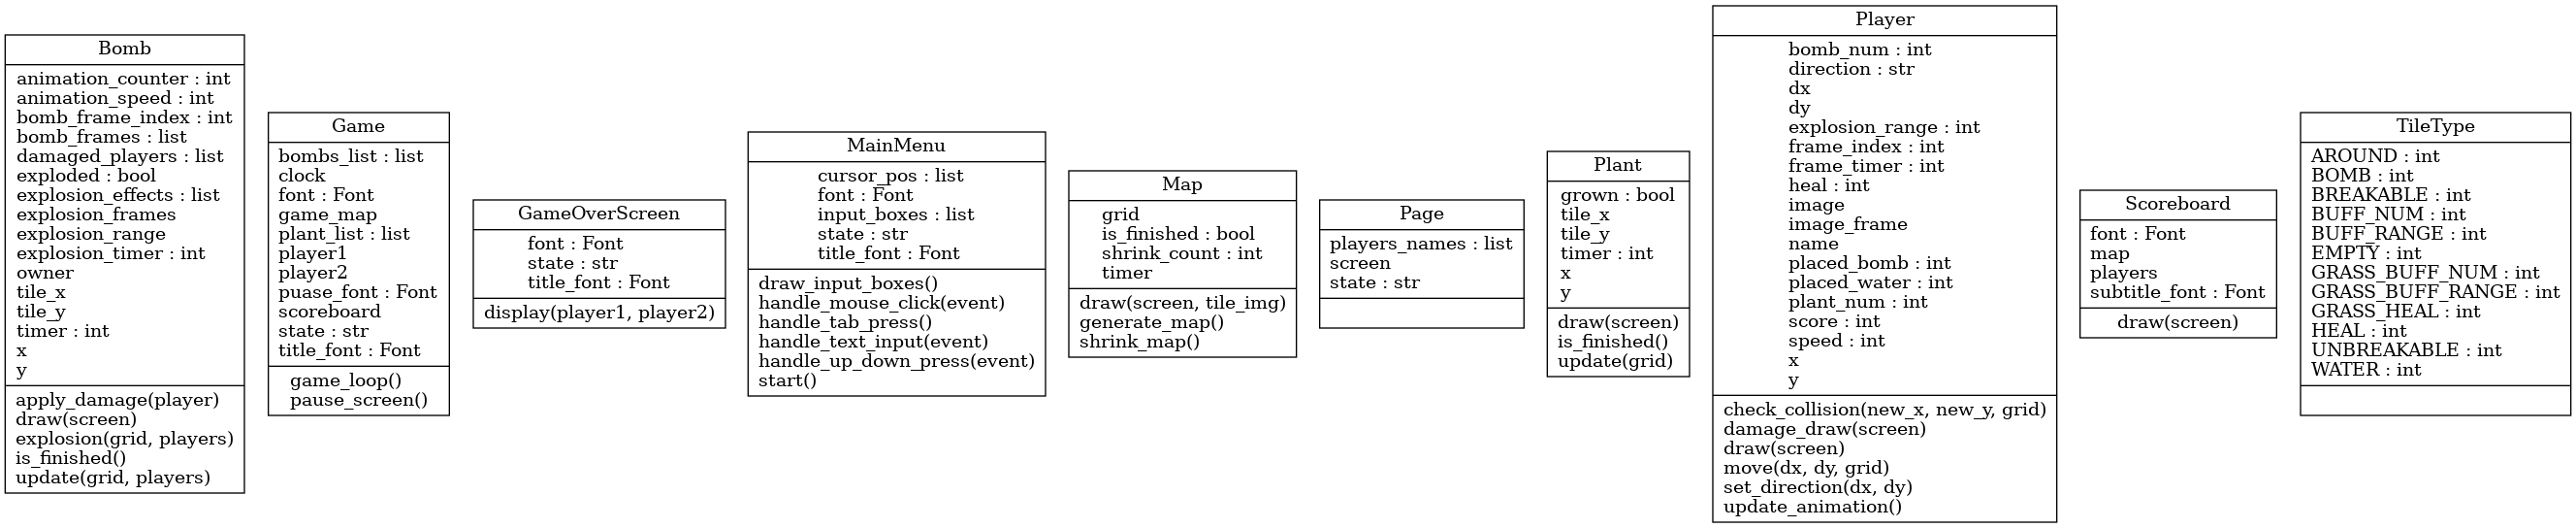 Bomb
animation_counter : int
animation_speed : int
bomb_frame_index : int
bomb_frames : list
damaged_players : list
exploded : bool
explosion_effects : list
explosion_frames
explosion_range
explosion_timer : int
owner
tile_x
tile_y
timer : int
x
y
apply_damage(player)
draw(screen)
explosion(grid, players)
is_finished()
update(grid, players)
Game
bombs_list : list
clock
font : Font
game_map
plant_list : list
player1
player2
puase_font : Font
scoreboard
state : str
title_font : Font
game_loop()
pause_screen()
GameOverScreen
font : Font
state : str
title_font : Font
display(player1, player2)
MainMenu
cursor_pos : list
font : Font
input_boxes : list
state : str
title_font : Font
draw_input_boxes()
handle_mouse_click(event)
handle_tab_press()
handle_text_input(event)
handle_up_down_press(event)
start()
Map
grid
is_finished : bool
shrink_count : int
timer
draw(screen, tile_img)
generate_map()
shrink_map()
Page
players_names : list
screen
state : str
Plant
grown : bool
tile_x
tile_y
timer : int
x
y
draw(screen)
is_finished()
update(grid)
Player
bomb_num : int
direction : str
dx
dy
explosion_range : int
frame_index : int
frame_timer : int
heal : int
image
image_frame
name
placed_bomb : int
placed_water : int
plant_num : int
score : int
speed : int
x
y
check_collision(new_x, new_y, grid)
damage_draw(screen)
draw(screen)
move(dx, dy, grid)
set_direction(dx, dy)
update_animation()
Scoreboard
font : Font
map
players
subtitle_font : Font
draw(screen)
TileType
AROUND : int
BOMB : int
BREAKABLE : int
BUFF_NUM : int
BUFF_RANGE : int
EMPTY : int
GRASS_BUFF_NUM : int
GRASS_BUFF_RANGE : int
GRASS_HEAL : int
HEAL : int
UNBREAKABLE : int
WATER : int